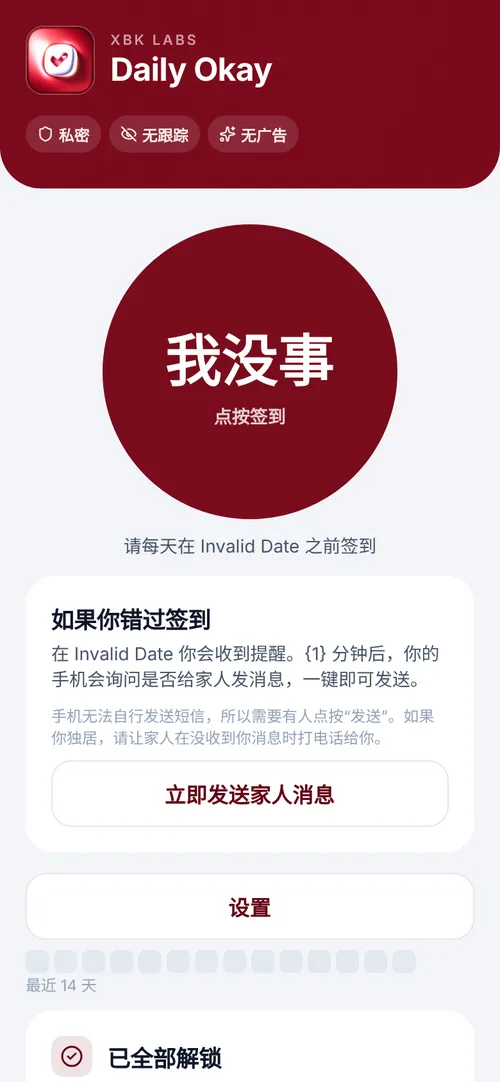 XBK LABS
Daily Okay
私密
无跟踪
无广告
我没事
点按签到
请每天在 Invalid Date 之前签到
如果你错过签到
在 Invalid Date 你会收到提醒。{1} 分钟后，你的
手机会询问是否给家人发消息，一键即可发送。
手机无法自行发送短信，所以需要有人点按“发送”。如果
你独居，请让家人在没收到你消息时打电话给你。
立即发送家人消息
设置
最近 14 天
已全部解锁